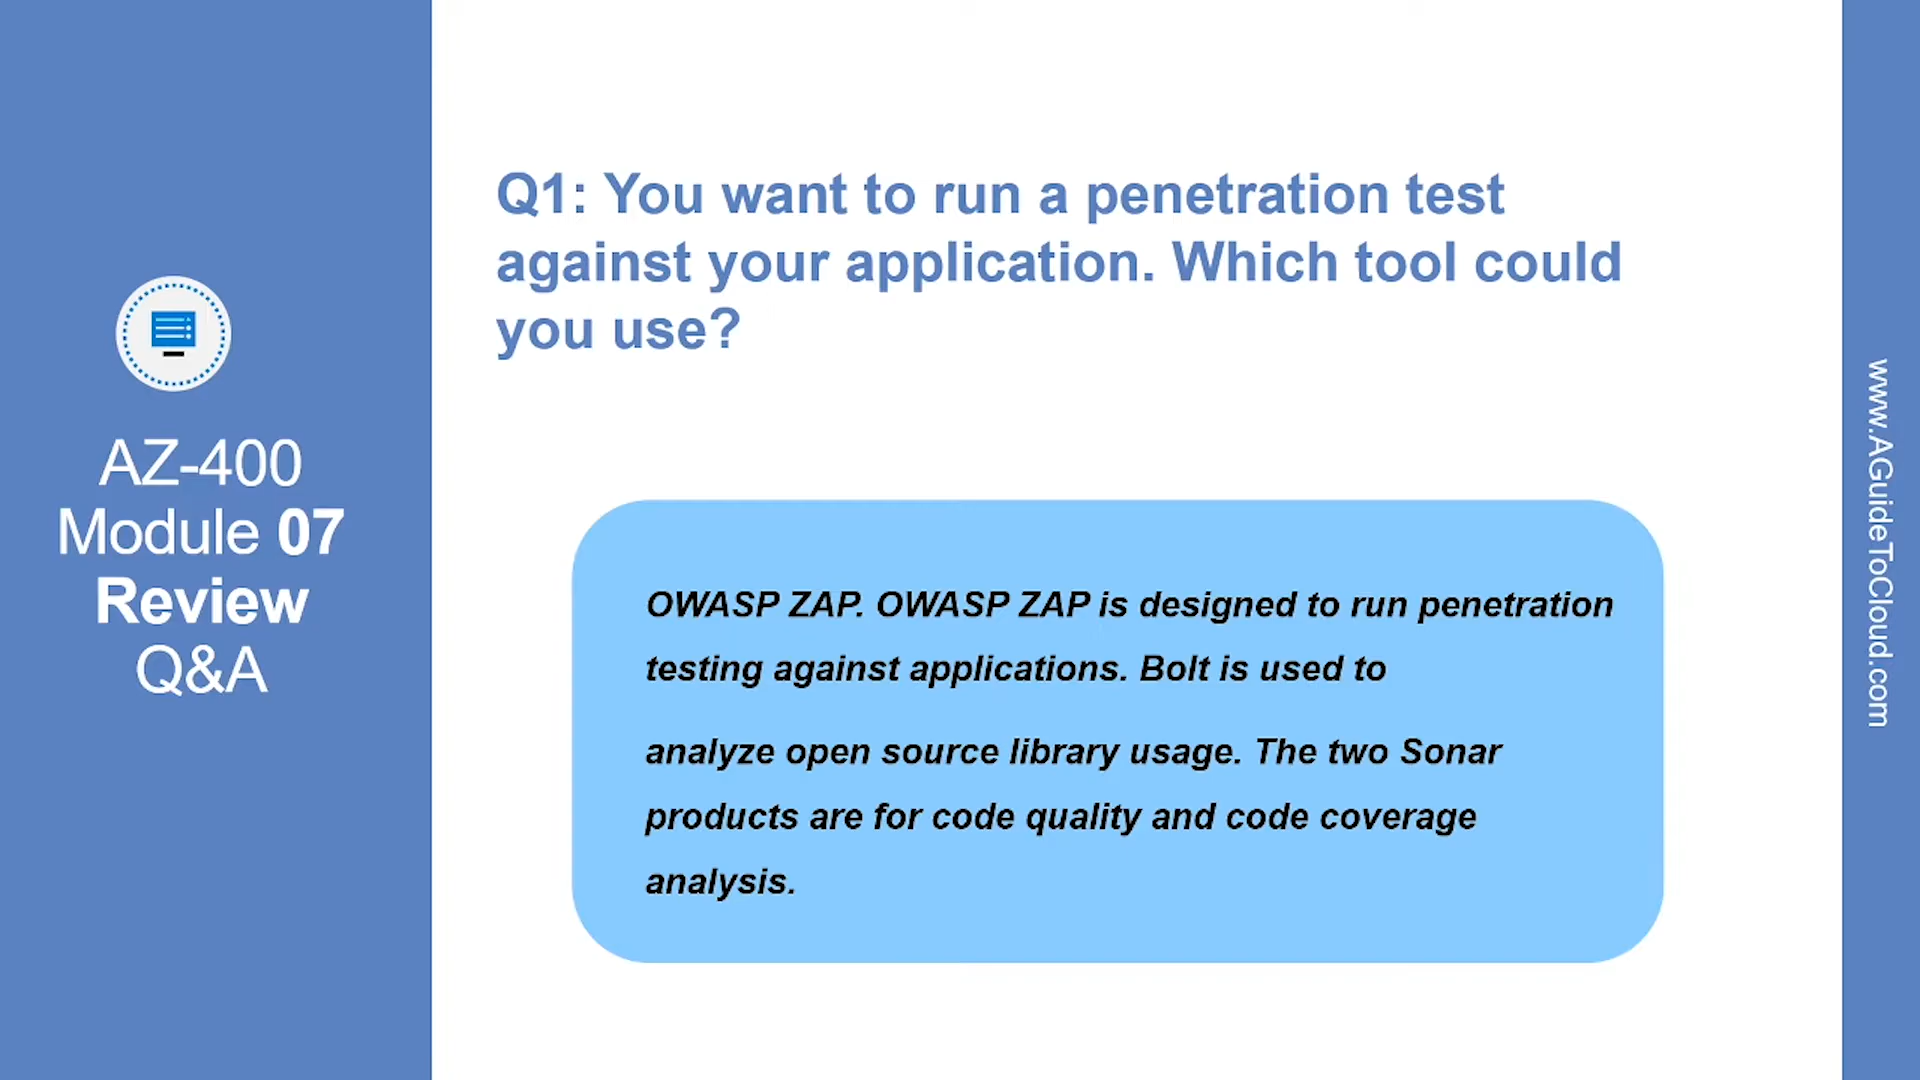 AZ-400
Module 07
Review
Q&A
Q1: You want to run a penetration test
against your application. Which tool could
you use?
OWASP ZAP. OWASP ZAP is designed to run penetration
testing against applications. Bolt is used to
analyze open source library usage. The two Sonar
products are for code quality and code coverage
analysis.
www.AGuideToCloud.com